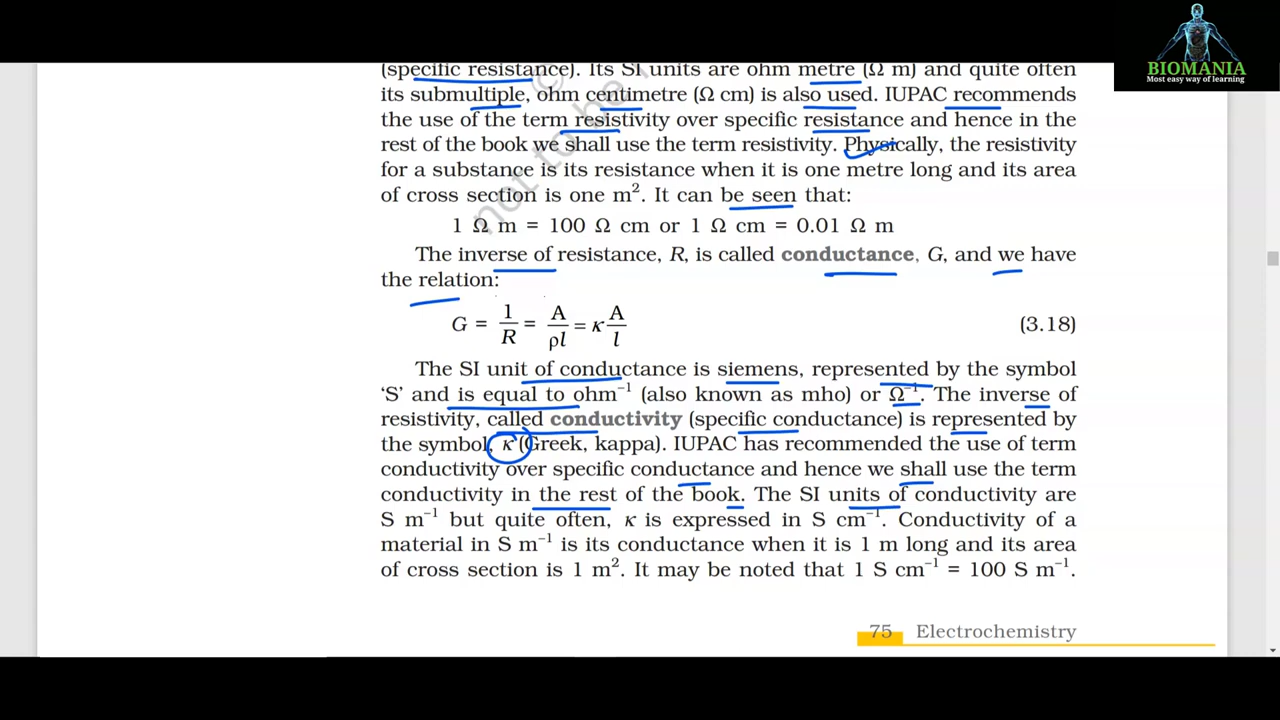 BIOMANIA
Most easy way of learning
(specific resistance). Its SI units are ohm metre (Ω m) and quite often
its submultiple, ohm centimetre (Ω cm) is also used. IUPAC recommends
the use of the term resistivity over specific resistance and hence in the
rest of the book we shall use the term resistivity. Physically, the resistivity
for a substance is its resistance when it is one metre long and its area
of cross section is one m². It can be seen that:
1 Ω m = 100 Ω cm or 1 Ω cm = 0.01 Ω m
The inverse of resistance, R, is called conductance, G, and we have
the relation:
G = 1/R = A/ρl = κ A/l (3.18)
The SI unit of conductance is siemens, represented by the symbol
‘S’ and is equal to ohm⁻¹ (also known as mho) or Ω⁻¹. The inverse of
resistivity, called conductivity (specific conductance) is represented by
the symbol, κ (Greek, kappa). IUPAC has recommended the use of term
conductivity over specific conductance and hence we shall use the term
conductivity in the rest of the book. The SI units of conductivity are
S m⁻¹ but quite often, κ is expressed in S cm⁻¹. Conductivity of a
material in S m⁻¹ is its conductance when it is 1 m long and its area
of cross section is 1 m². It may be noted that 1 S cm⁻¹ = 100 S m⁻¹.
75 Electrochemistry
not to be